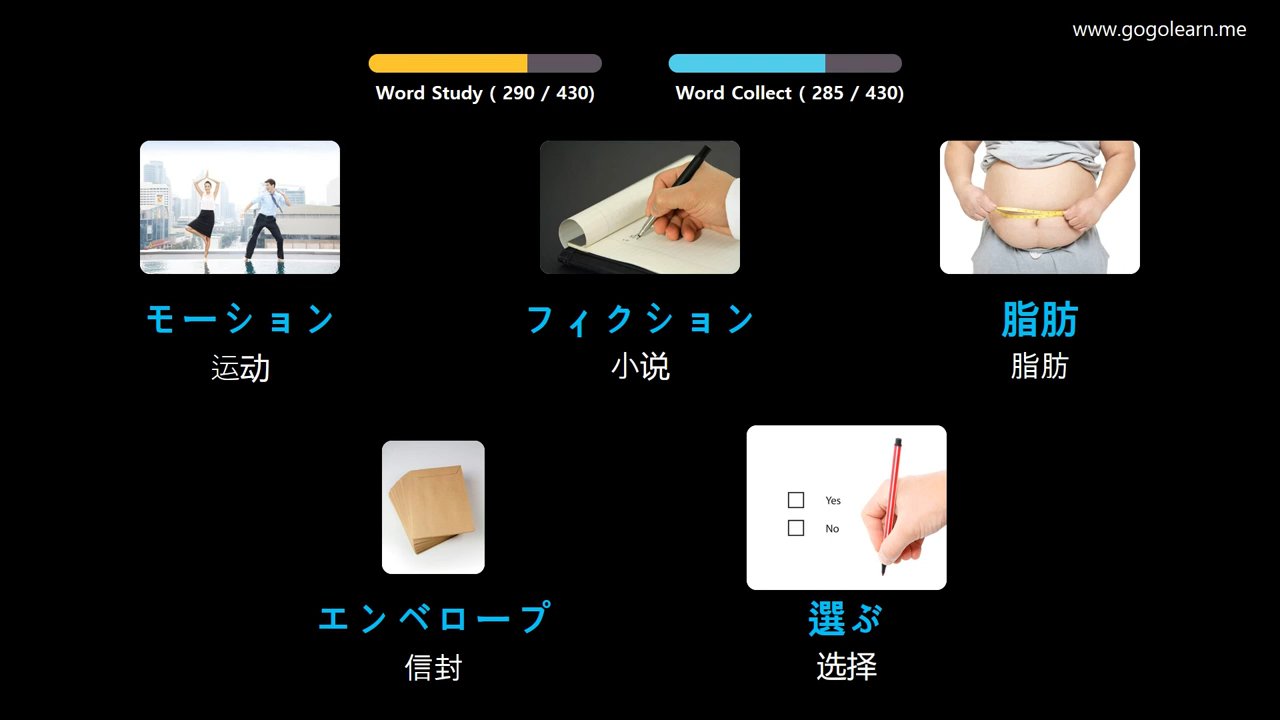 www.gogolearn.me
Word Study ( 290 / 430)
Word Collect ( 285 / 430)
モーション
运动
フィクション
小说
脂肪
脂肪
Yes
No
エンベロープ
信封
選ぶ
选择